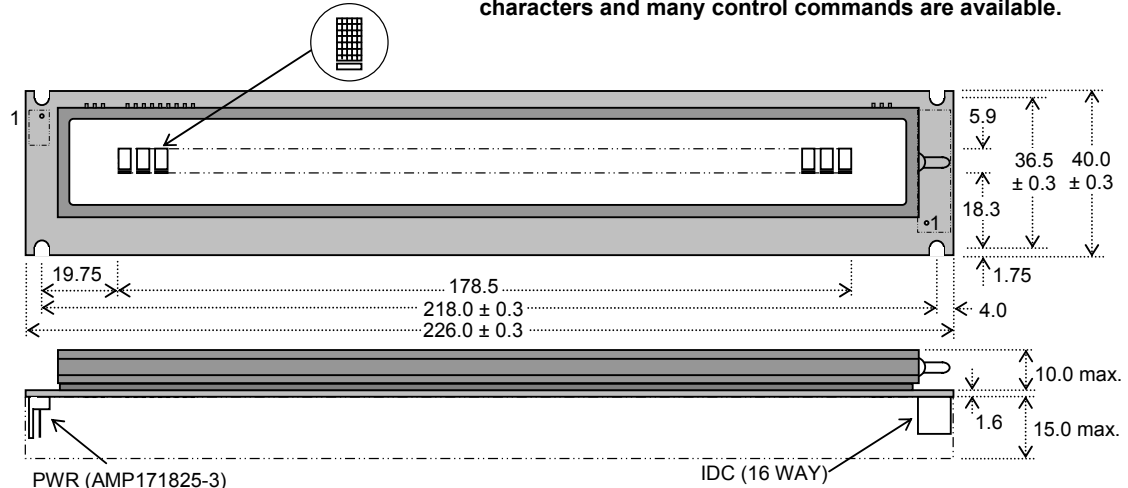 characters and many control commands are available.
1
5.9
36.5
± 0.3
40.0
± 0.3
18.3
1
19.75
178.5
1.75
218.0 ± 0.3
4.0
226.0 ± 0.3
10.0 max.
1.6
15.0 max.
PWR (AMP171825-3)
IDC (16 WAY)